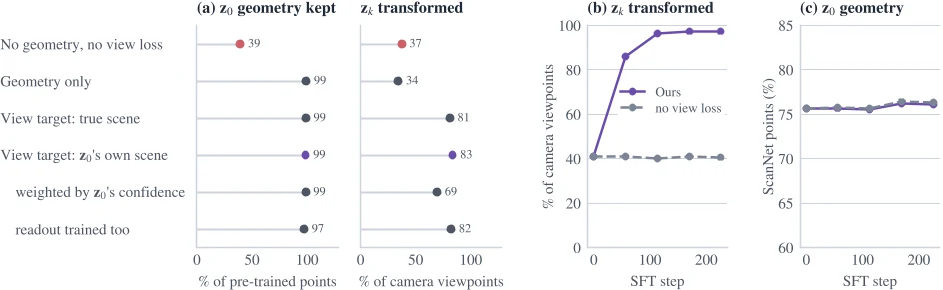 (a) z0 geometry kept
zk transformed
No geometry, no view loss
39
37
Geometry only
99
34
View target: true scene
99
81
View target: z0's own scene
99
83
weighted by z0's confidence
99
69
readout trained too
97
82
0 50 100
0 50 100
% of pre-trained points
% of camera viewpoints
(b) zk transformed
% of camera viewpoints
100
80
60
40
20
0
Ours
no view loss
0 100 200
SFT step
(c) z0 geometry
ScanNet points (%)
85
80
75
70
65
60
0 100 200
SFT step